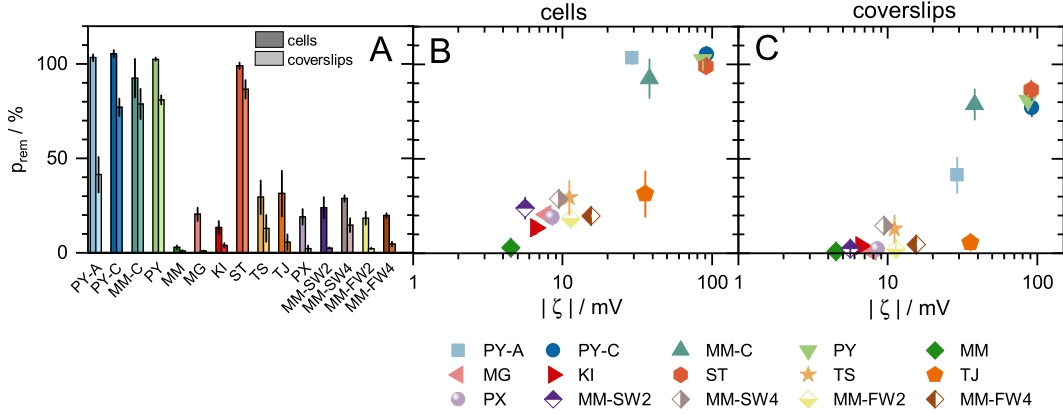 cells
coverslips
A
B
C
cells
coverslips
p_rem / %
100
50
0
PY-A
PY-C
MM-C
PY
MM
MG
KI
ST
TS
TJ
PX
MM-SW2
MM-SW4
MM-FW2
MM-FW4
1
10
100
1
10
100
| ζ | / mV
| ζ | / mV
PY-A PY-C MM-C PY MM
MG KI ST TS TJ
PX MM-SW2 MM-SW4 MM-FW2 MM-FW4